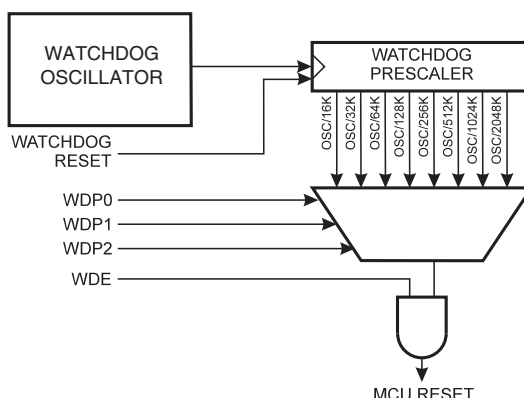 WATCHDOG
OSCILLATOR
WATCHDOG
PRESCALER
WATCHDOG
RESET
OSC/16K
OSC/32K
OSC/64K
OSC/128K
OSC/256K
OSC/512K
OSC/1024K
OSC/2048K
WDP0
WDP1
WDP2
WDE
MCU RESET